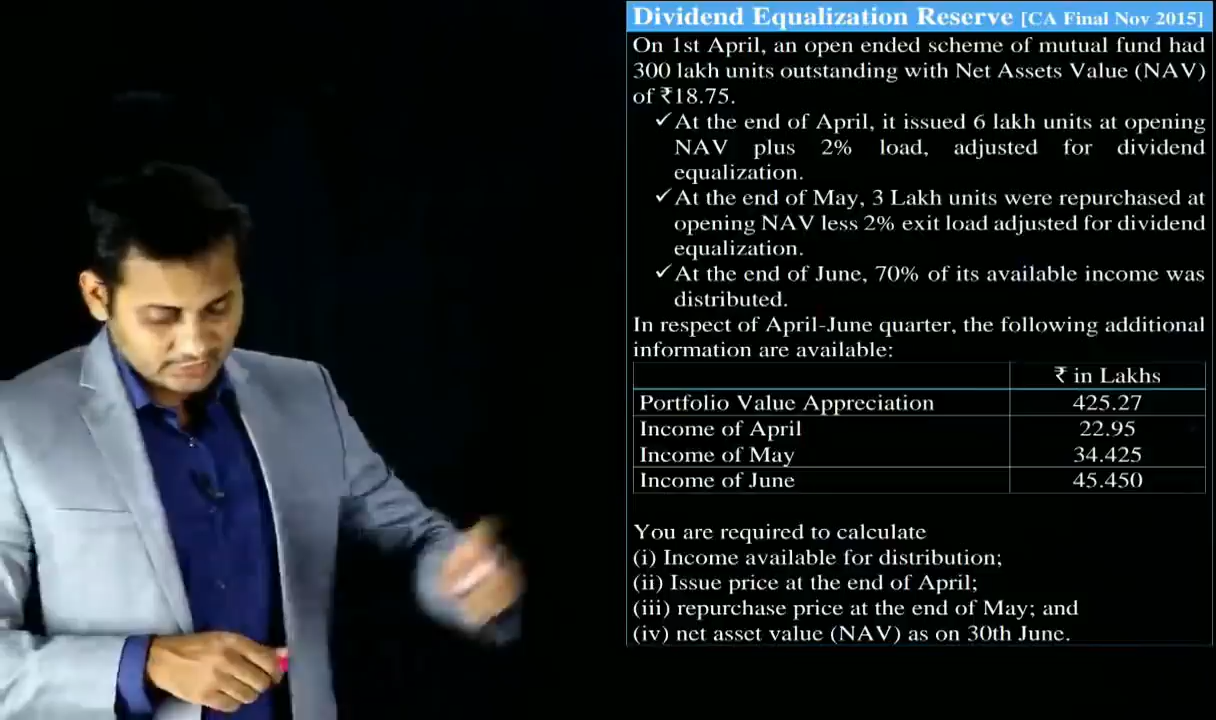 Dividend Equalization Reserve [CA Final Nov 2015]
On 1st April, an open ended scheme of mutual fund had
300 lakh units outstanding with Net Assets Value (NAV)
of ₹18.75.
✓At the end of April, it issued 6 lakh units at opening
NAV plus 2% load, adjusted for dividend
equalization.
✓At the end of May, 3 Lakh units were repurchased at
opening NAV less 2% exit load adjusted for dividend
equalization.
✓At the end of June, 70% of its available income was
distributed.
In respect of April-June quarter, the following additional
information are available:
₹ in Lakhs
Portfolio Value Appreciation 425.27
Income of April 22.95
Income of May 34.425
Income of June 45.450
You are required to calculate
(i) Income available for distribution;
(ii) Issue price at the end of April;
(iii) repurchase price at the end of May; and
(iv) net asset value (NAV) as on 30th June.